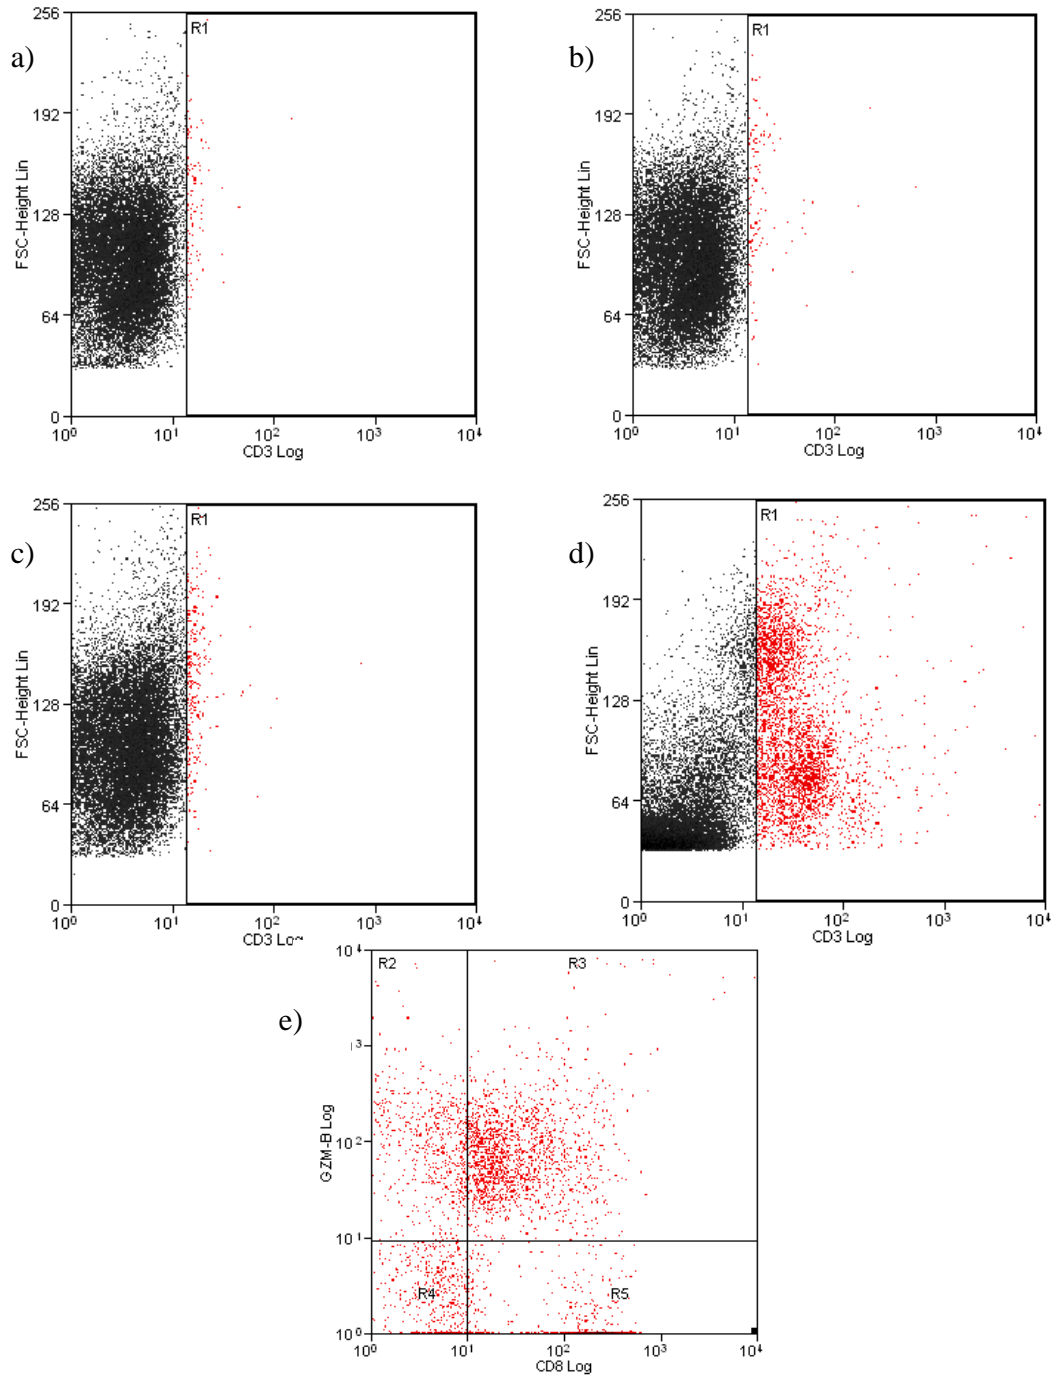 a)
256
192
128
64
0
FSC-Height Lin
R1
10⁰ 10¹ 10² 10³ 10⁴
CD3 Log
b)
256
192
128
64
0
FSC-Height Lin
R1
10⁰ 10¹ 10² 10³ 10⁴
CD3 Log
c)
256
192
128
64
0
FSC-Height Lin
R1
10⁰ 10¹ 10² 10³ 10⁴
CD3
d)
256
192
128
64
0
FSC-Height Lin
R1
10⁰ 10¹ 10² 10³ 10⁴
CD3 Log
e)
10⁴
3
10²
10¹
10⁰
GZM-B Log
R2 R3
R4 R5
10⁰ 10¹ 10² 10³ 10⁴
CD8 Log